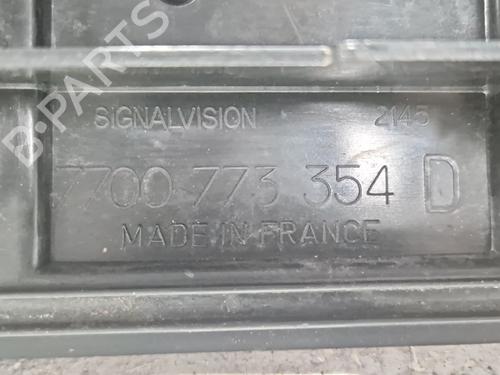 B-PARTS
SIGNALVISION 2145
7700 773 354 D
MADE IN FRANCE